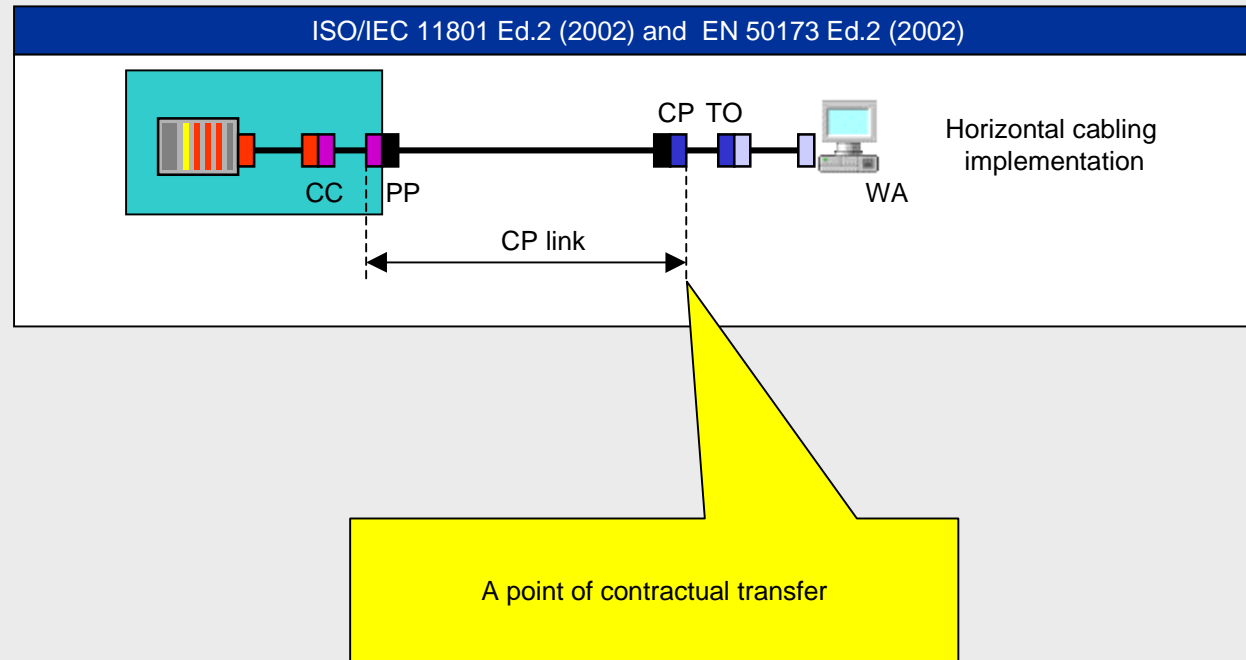 ISO/IEC 11801 Ed.2 (2002) and EN 50173 Ed.2 (2002)
CP TO
Horizontal cabling
implementation
CC PP WA
CP link
A point of contractual transfer